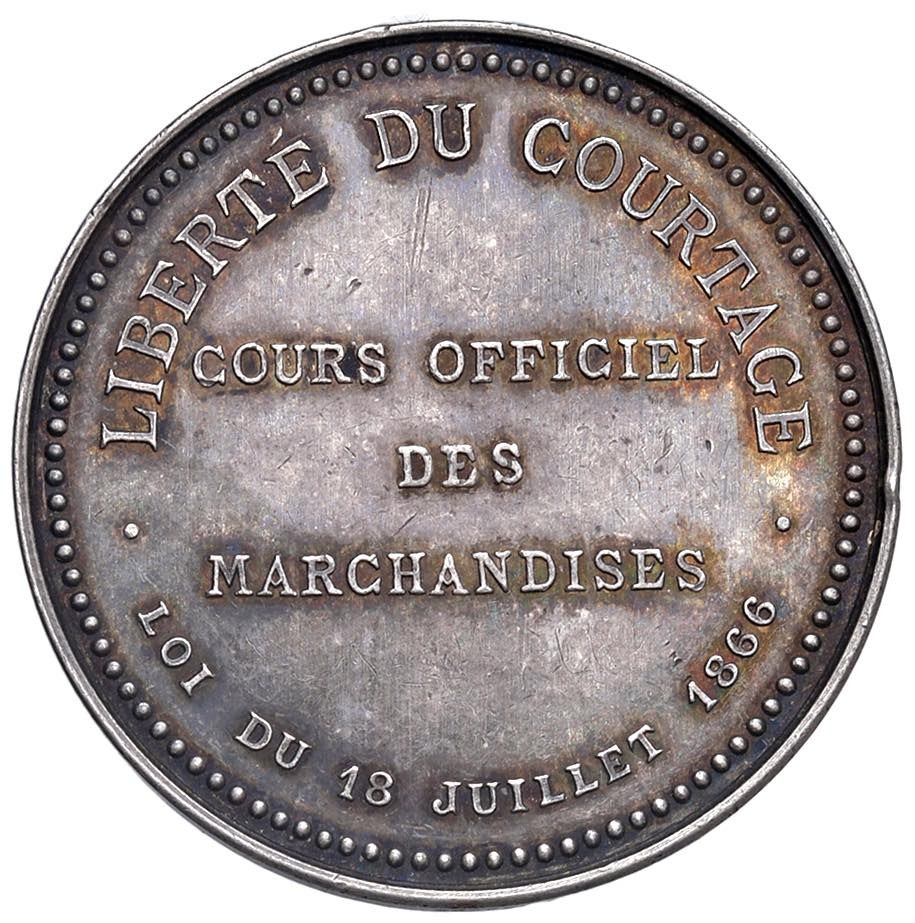 LIBERTÉ DU COURTAGE
COURS OFFICIEL
DES
MARCHANDISES
LOI DU 18 JUILLET 1866